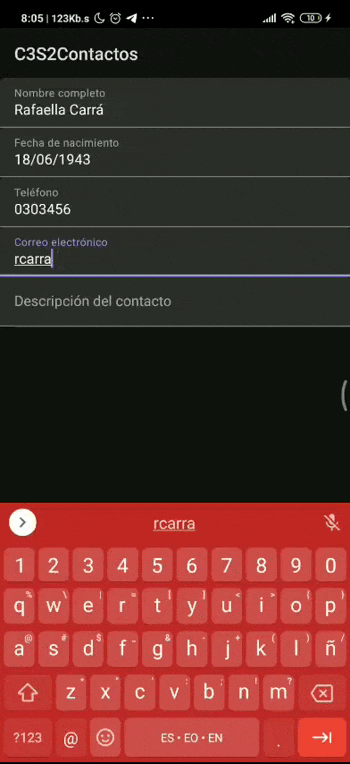 8:05 | 123Kb.s ... 10
C3S2Contactos
Nombre completo
Rafaella Carrá
Fecha de nacimiento
18/06/1943
Teléfono
0303456
Correo electrónico
rcarra
Descripción del contacto
rcarra
1 2 3 4 5 6 7 8 9 0
q w e r t y u i o p
a s d f g h j k l ñ
z x c v b n m
?123 @ ES • EO • EN .